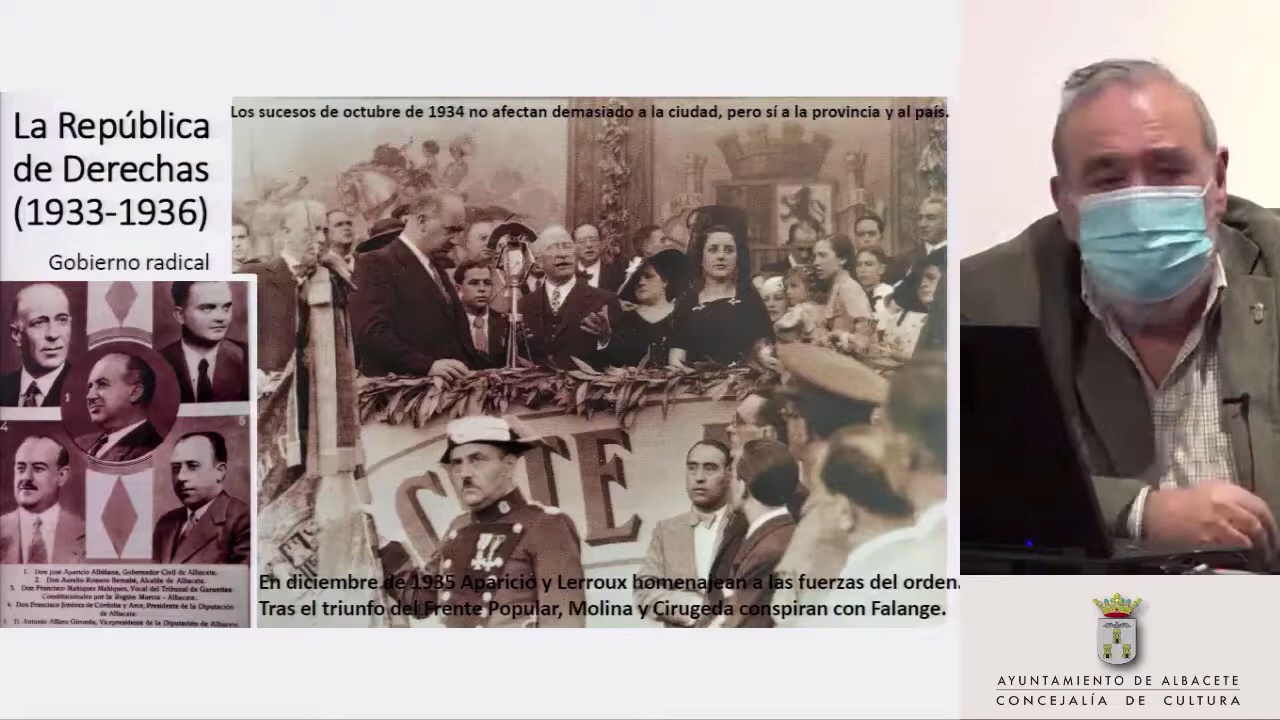 La República
de Derechas
(1933-1936)
Gobierno radical
Los sucesos de octubre de 1934 no afectan demasiado a la ciudad, pero sí a la provincia y al país.
1
4
5
1. Don José Aparicio Albiñana, Gobernador Civil de Albacete.
2. Don Aurelio Romero Bernabé, Alcalde de Albacete.
3. Don Francisco Mahiques Mahiques, Vocal del Tribunal de Garantías
Constitucionales por la Región Murcia - Albacete.
4. Don Francisco Jiménez de Córdoba y Arce, Presidente de la Diputación
de Albacete.
D. Antonio Alfaro Gironda, Vicepresidente de la Diputación de Albacete
En diciembre de 1935 Aparicio y Lerroux homenajean a las fuerzas del orden.
Tras el triunfo del Frente Popular, Molina y Cirugeda conspiran con Falange.
AYUNTAMIENTO DE ALBACETE
CONCEJALÍA DE CULTURA